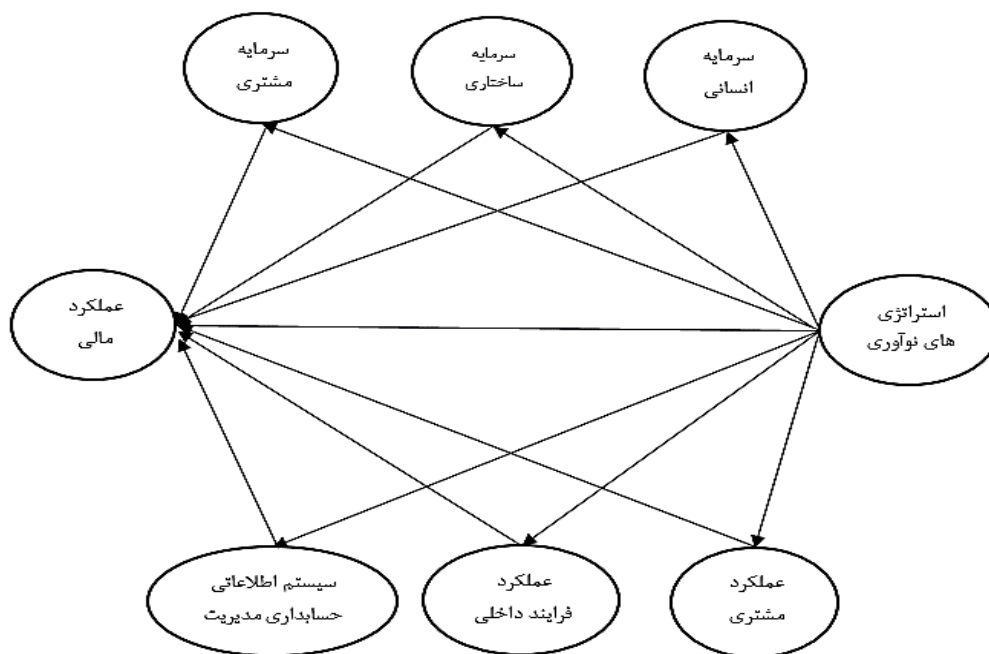 سرمایه
انسانی
سرمایه
ساختاری
سرمایه
مشتری
استراتژی
های نوآوری
عملکرد
مالی
عملکرد
مشتری
عملکرد
فرایند داخلی
سیستم اطلاعاتی
حسابداری مدیریت